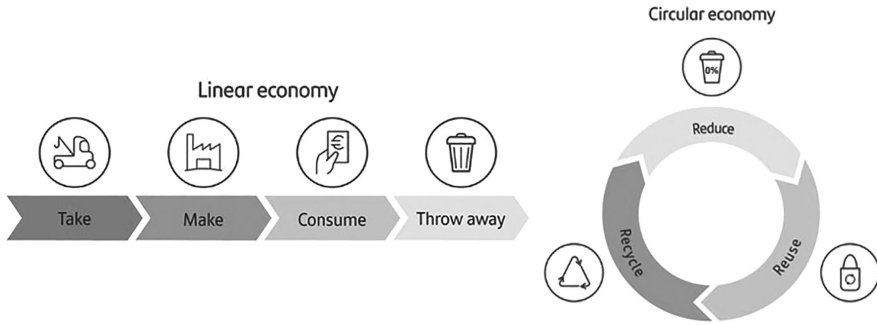 Linear economy
€
Take
Make
Consume
Throw away
Circular economy
0%
Reduce
Reuse
Recycle